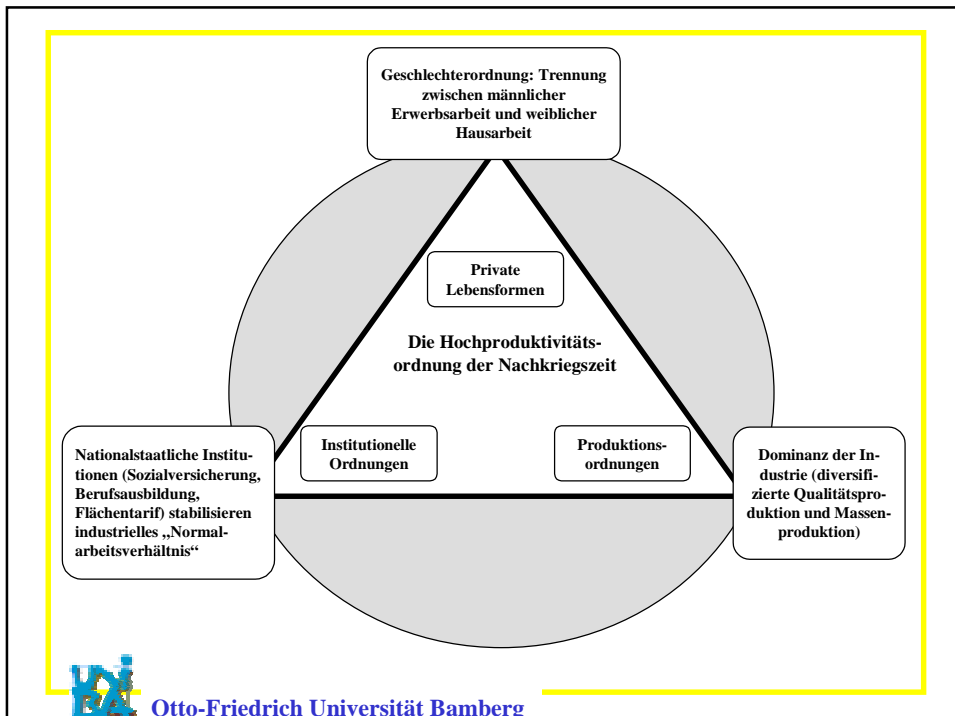 Geschlechterordnung: Trennung
zwischen männlicher
Erwerbsarbeit und weiblicher
Hausarbeit
Private
Lebensformen
Die Hochproduktivitäts-
ordnung der Nachkriegszeit
Institutionelle
Ordnungen
Produktions-
ordnungen
Nationalstaatliche Institu-
tionen (Sozialversicherung,
Berufsausbildung,
Flächentarif) stabilisieren
industrielles „Normal-
arbeitsverhältnis“
Dominanz der In-
dustrie (diversifi-
zierte Qualitätspro-
duktion und Massen-
produktion)
UNI
BA
Otto-Friedrich Universität Bamberg